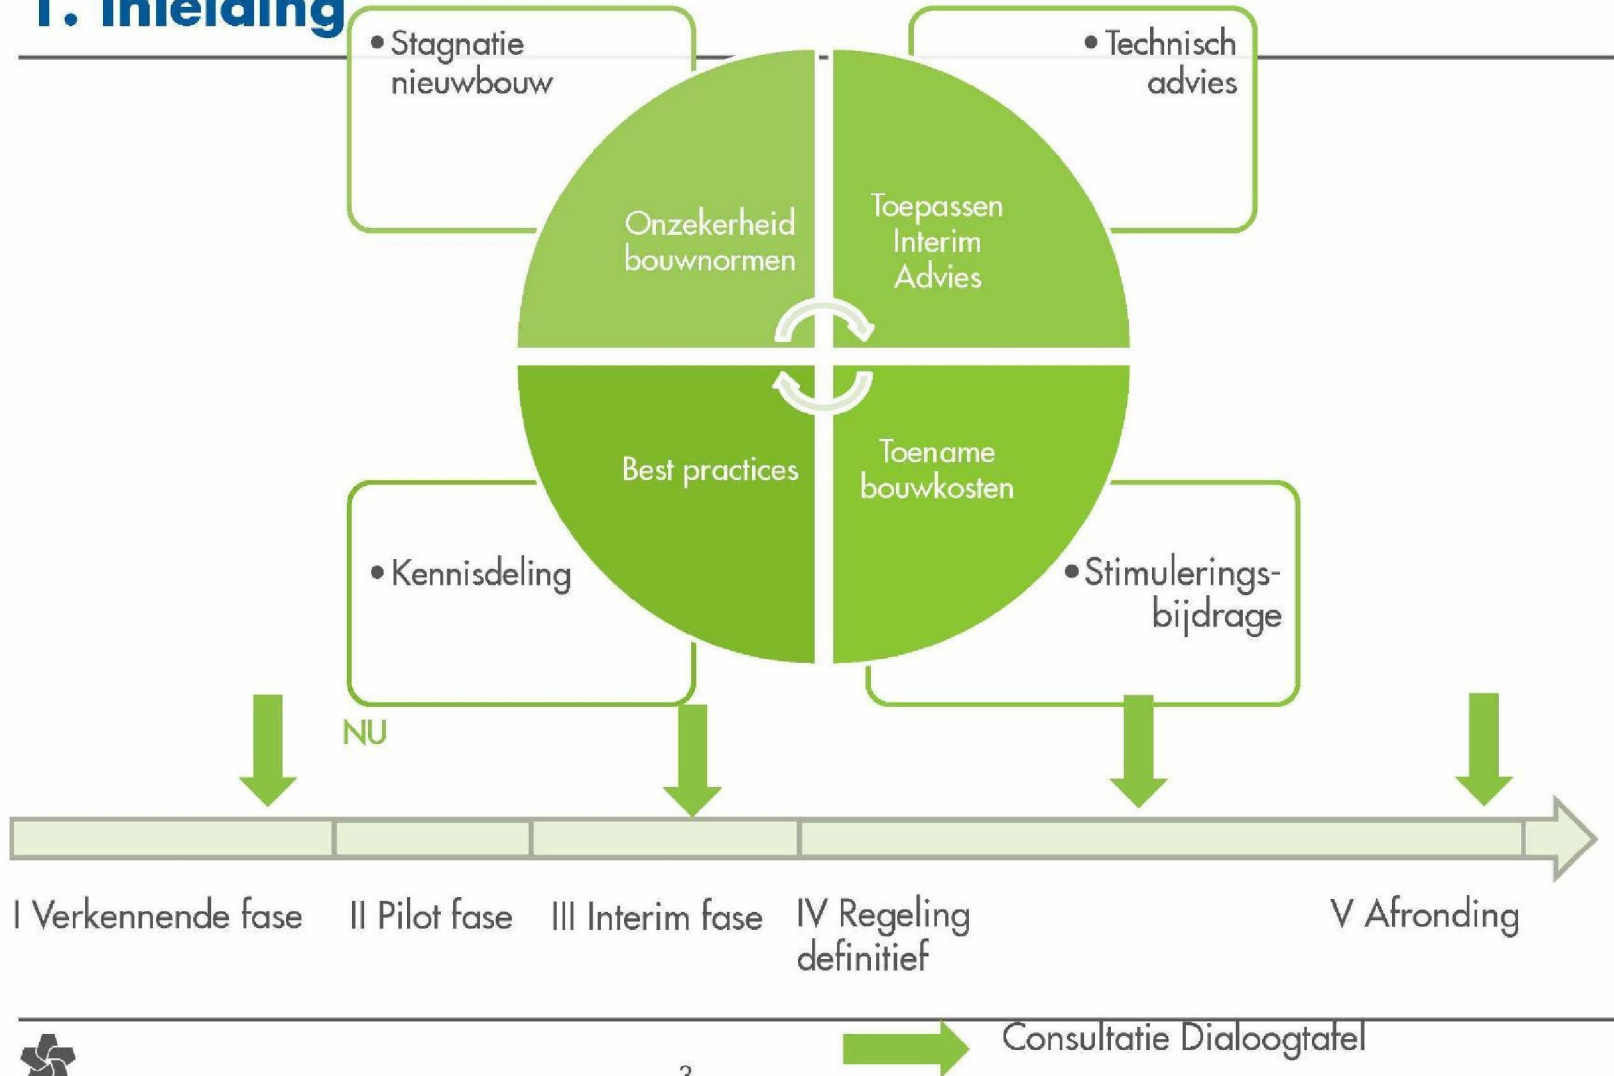 1. Inleiding
• Stagnatie
nieuwbouw
• Technisch
advies
Onzekerheid
bouwnormen
Toepassen
Interim
Advies
Best practices
Toename
bouwkosten
• Kennisdeling
• Stimulerings-
bijdrage
NU
I Verkennende fase
II Pilot fase
III Interim fase
IV Regeling
definitief
V Afronding
Consultatie Dialoogtafel
3